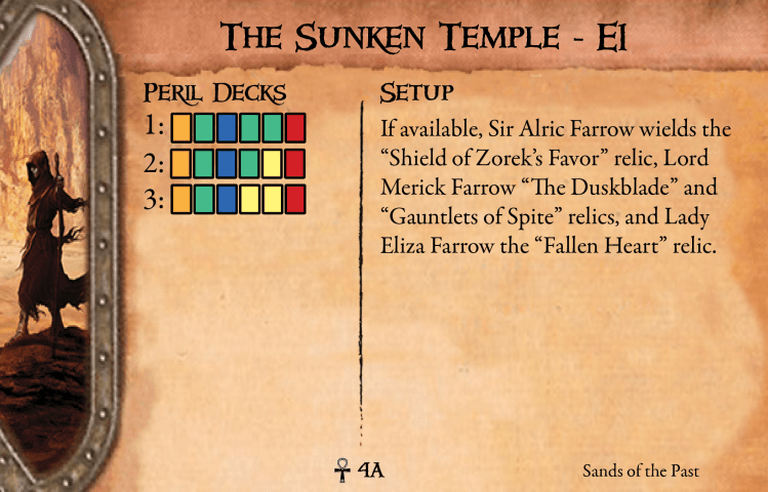 The Sunken Temple - EI
Peril Decks
1:
2:
3:
Setup
If available, Sir Alric Farrow wields the
“Shield of Zorek’s Favor” relic, Lord
Merick Farrow “The Duskblade” and
“Gauntlets of Spite” relics, and Lady
Eliza Farrow the “Fallen Heart” relic.
4A
Sands of the Past